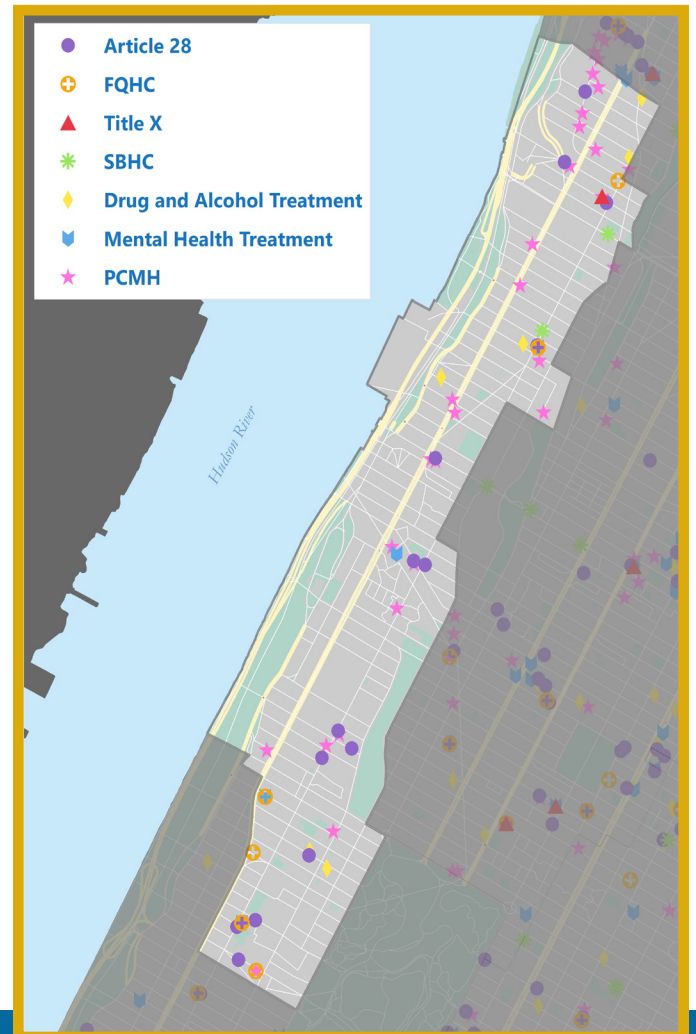 Article 28
FQHC
Title X
SBHC
Drug and Alcohol Treatment
Mental Health Treatment
PCMH
Hudson River